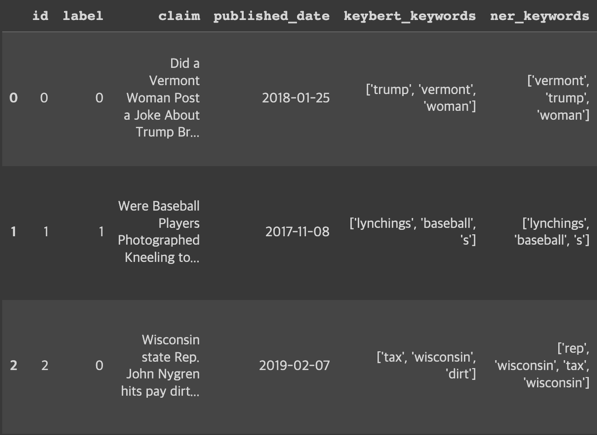 id label claim published_date keybert_keywords ner_keywords
0 0 0 Did a Vermont Woman Post a Joke About Trump Br... 2018-01-25 ['trump', 'vermont', 'woman'] ['vermont', 'trump', 'woman']
1 1 1 Were Baseball Players Photographed Kneeling to... 2017-11-08 ['lynchings', 'baseball', 's'] ['lynchings', 'baseball', 's']
2 2 0 Wisconsin state Rep. John Nygren hits pay dirt... 2019-02-07 ['tax', 'wisconsin', 'dirt'] ['rep', 'wisconsin', 'tax', 'wisconsin']